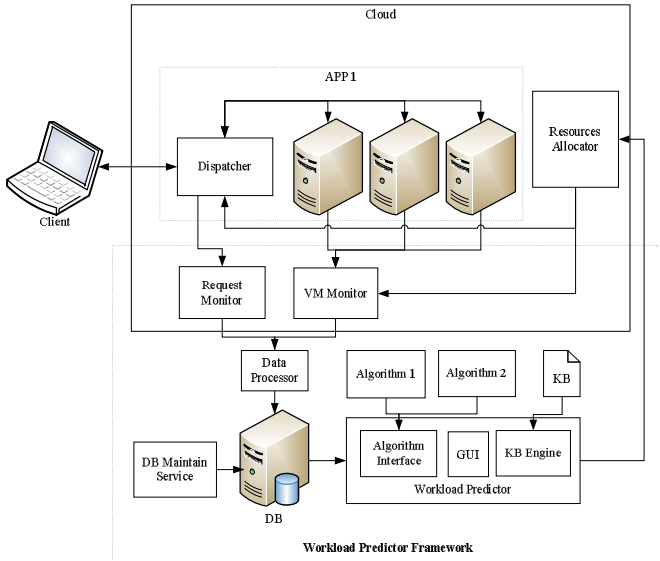 Cloud
APP 1
Dispatcher
Resources
Allocator
Client
Request
Monitor
VM Monitor
Data
Processor
Algorithm 1
Algorithm 2
KB
Algorithm
Interface
GUI
KB Engine
Workload Predictor
DB Maintain
Service
DB
Workload Predictor Framework